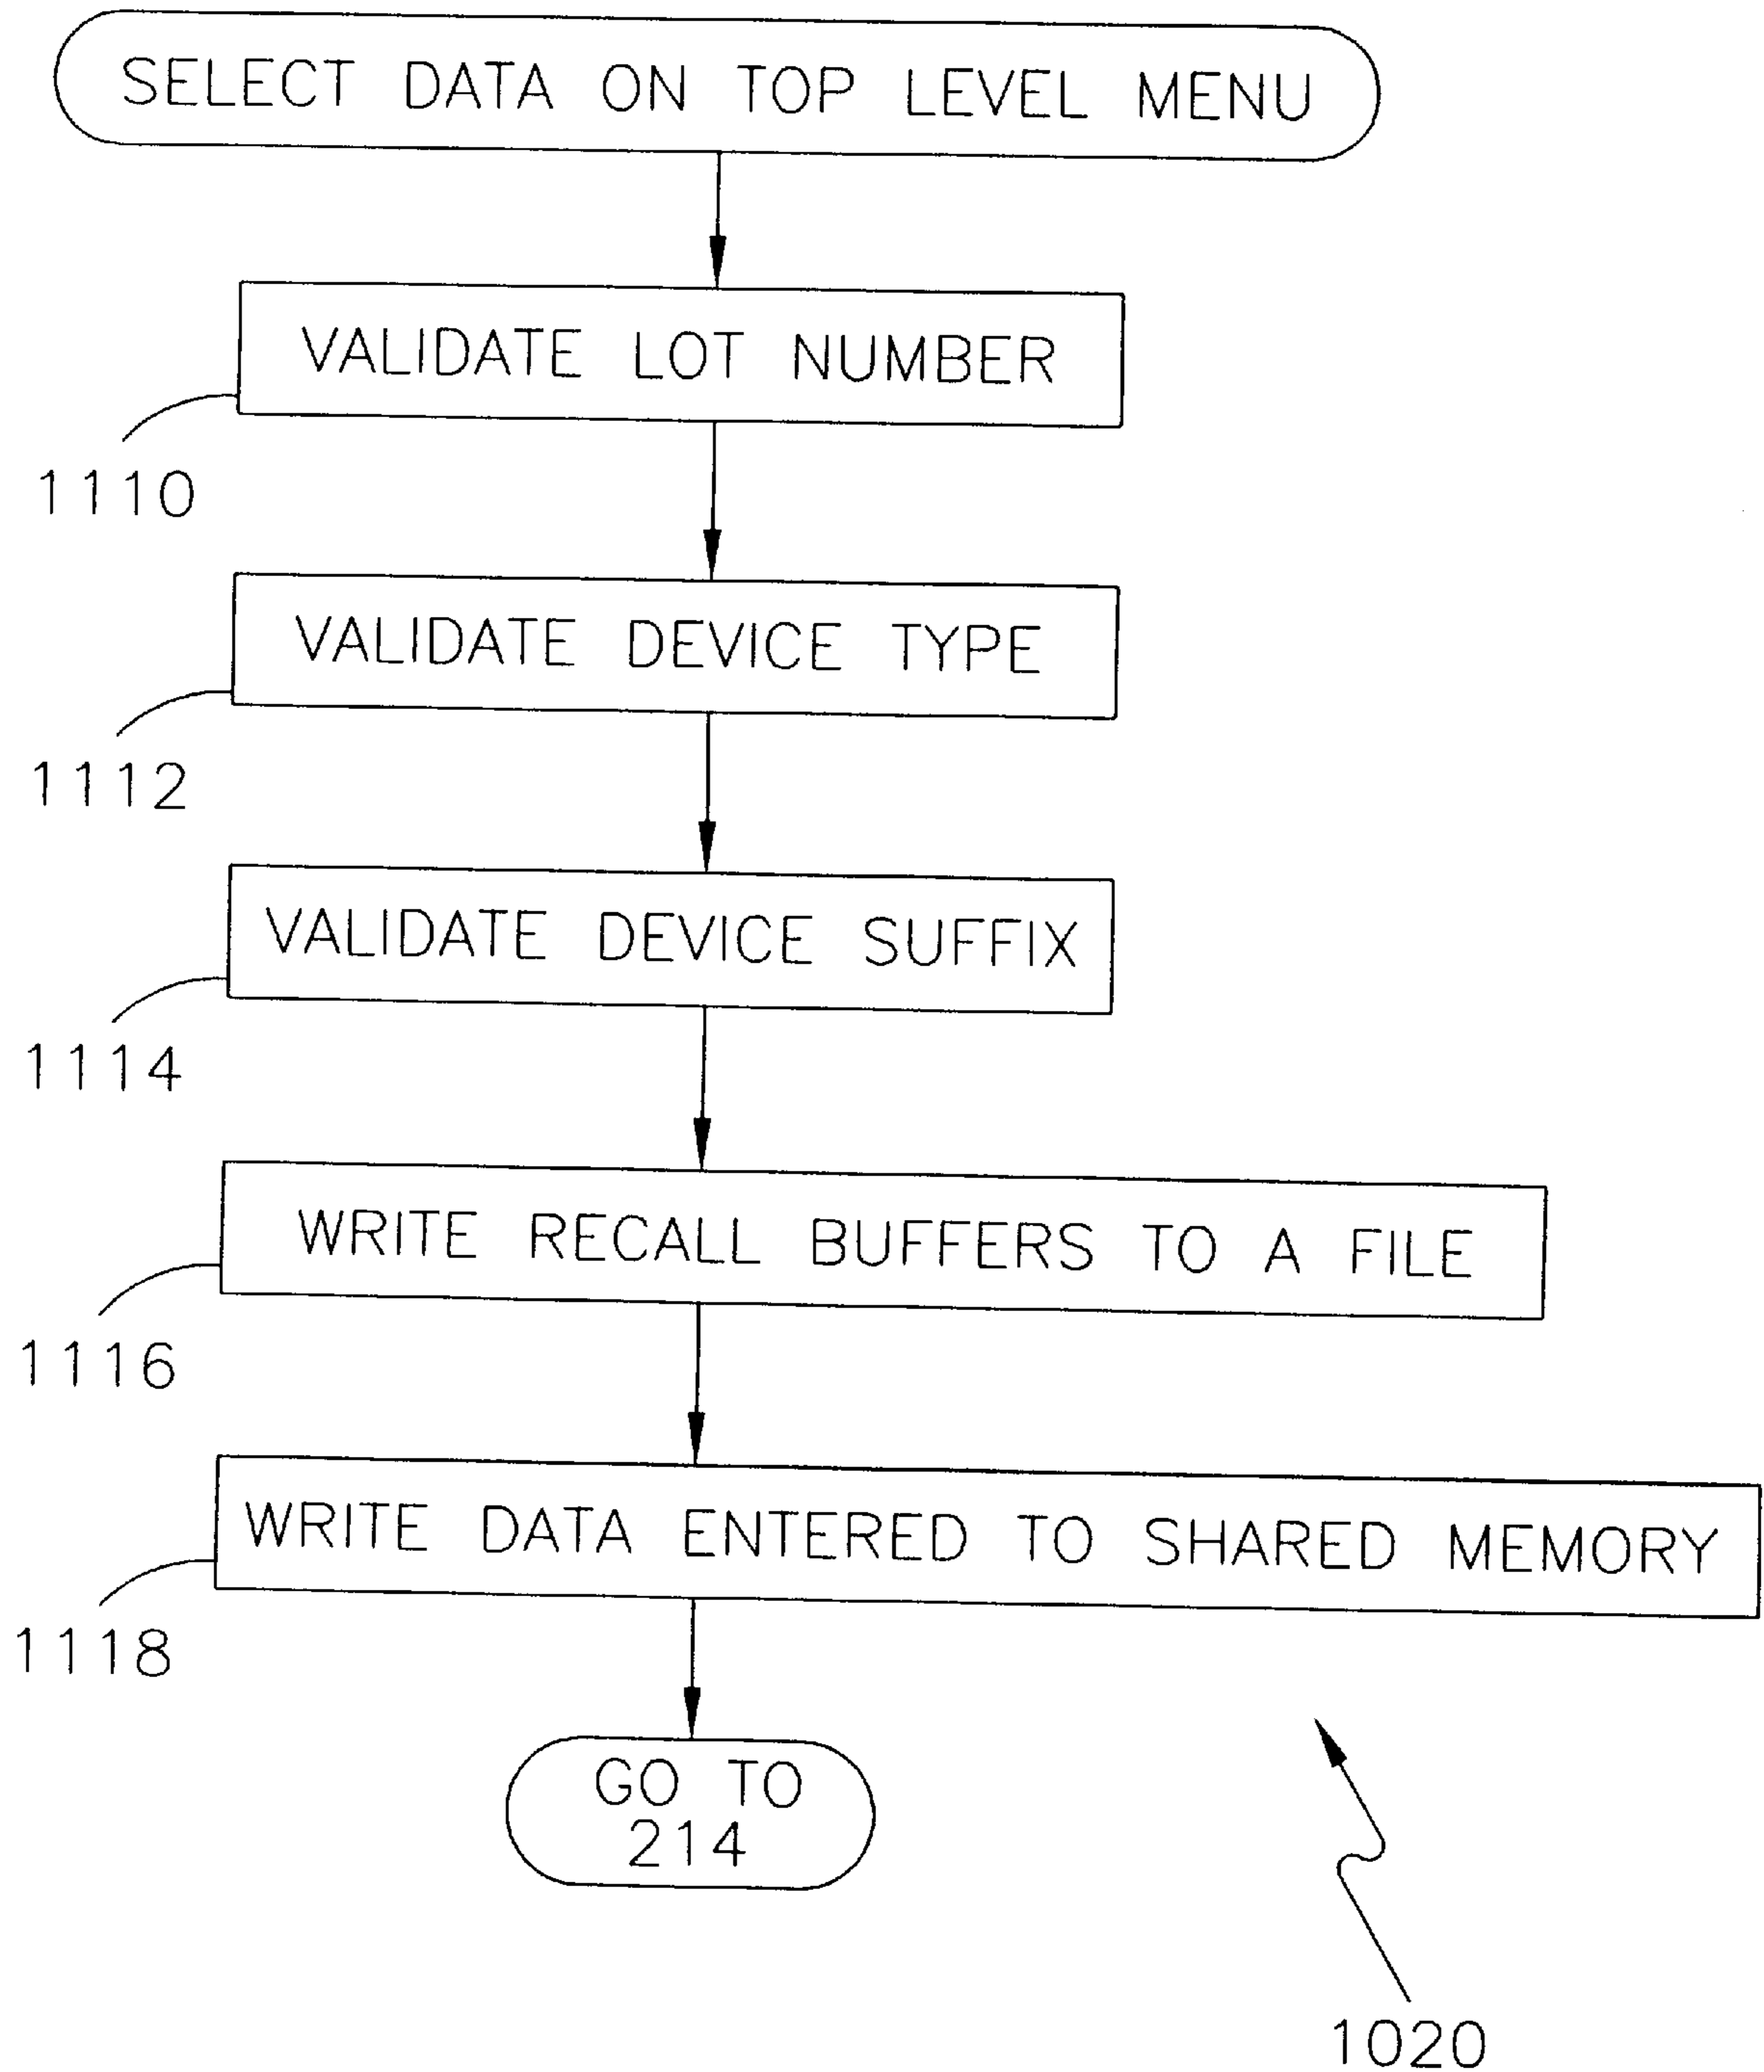 SELECT DATA ON TOP LEVEL MENU
VALIDATE LOT NUMBER
1110
VALIDATE DEVICE TYPE
1112
VALIDATE DEVICE SUFFIX
1114
WRITE RECALL BUFFERS TO A FILE
1116
WRITE DATA ENTERED TO SHARED MEMORY
1118
GO TO
214
1020